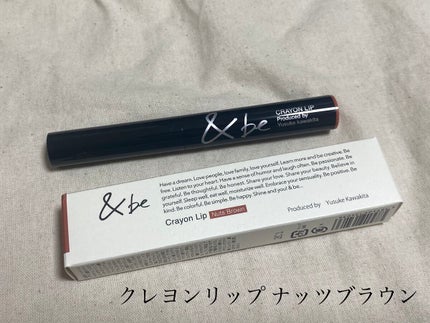 &be
CRAYON LIP
Produced by
Yusuke Kawakita
&be
Have a dream. Love people, love family, love yourself. Learn more and be creative. Be
free. Listen to your heart. Have a sense of humor and laugh often. Be passionate. Be
grateful. Be thoughtful. Be honest. Share your love. Share your beauty. Believe in
yourself. Sleep well, eat well, moisturize well. Embrace your sensuality. Be positive. Be
kind. Be colorful. Be simple. Be happy. Shine and you! & be...
Crayon Lip Nuts Brown
Produced by Yusuke Kawakita
クレヨンリップ ナッツブラウン